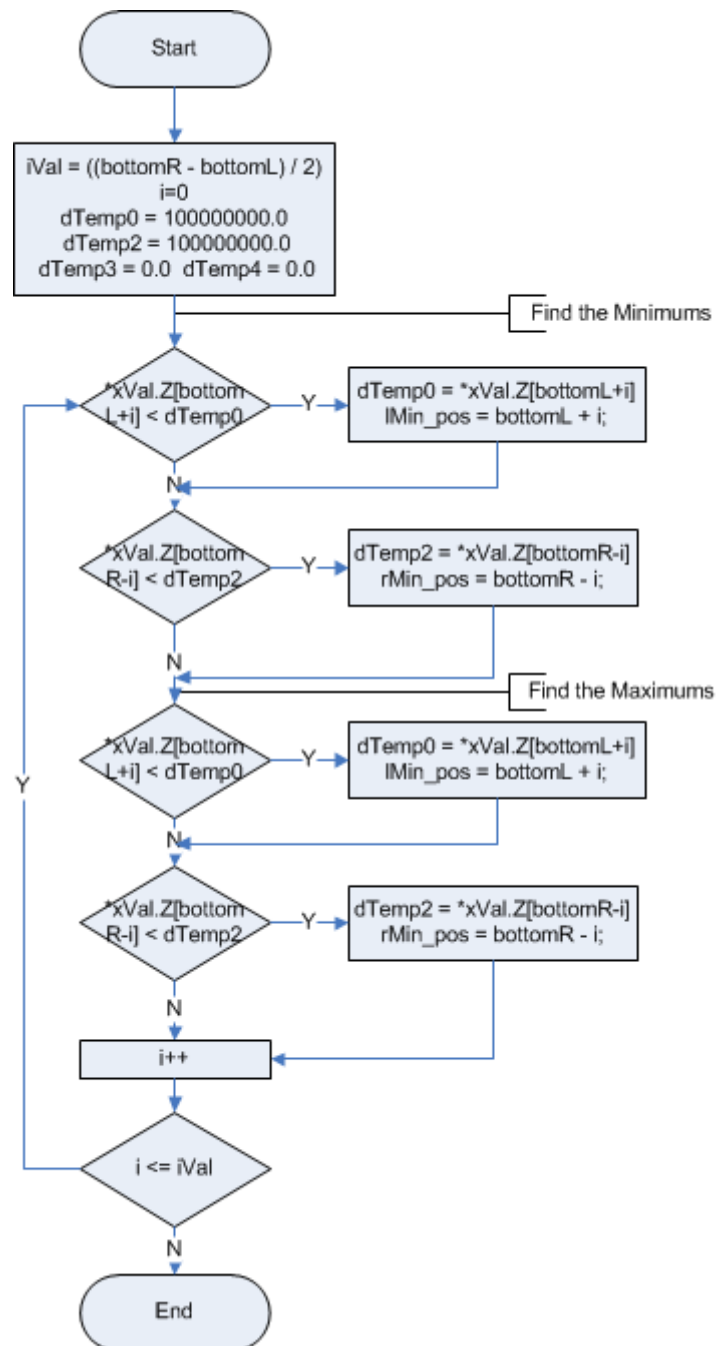 Start
iVal = ((bottomR - bottomL) / 2)
i=0
dTemp0 = 100000000.0
dTemp2 = 100000000.0
dTemp3 = 0.0 dTemp4 = 0.0
Find the Minimums
*xVal.Z[bottom
L+i] < dTemp0
Y
dTemp0 = *xVal.Z[bottomL+i]
lMin_pos = bottomL + i;
N
*xVal.Z[bottom
R-i] < dTemp2
Y
dTemp2 = *xVal.Z[bottomR-i]
rMin_pos = bottomR - i;
N
Find the Maximums
*xVal.Z[bottom
L+i] < dTemp0
Y
dTemp0 = *xVal.Z[bottomL+i]
lMin_pos = bottomL + i;
Y
N
*xVal.Z[bottom
R-i] < dTemp2
Y
dTemp2 = *xVal.Z[bottomR-i]
rMin_pos = bottomR - i;
N
i++
i <= iVal
N
End